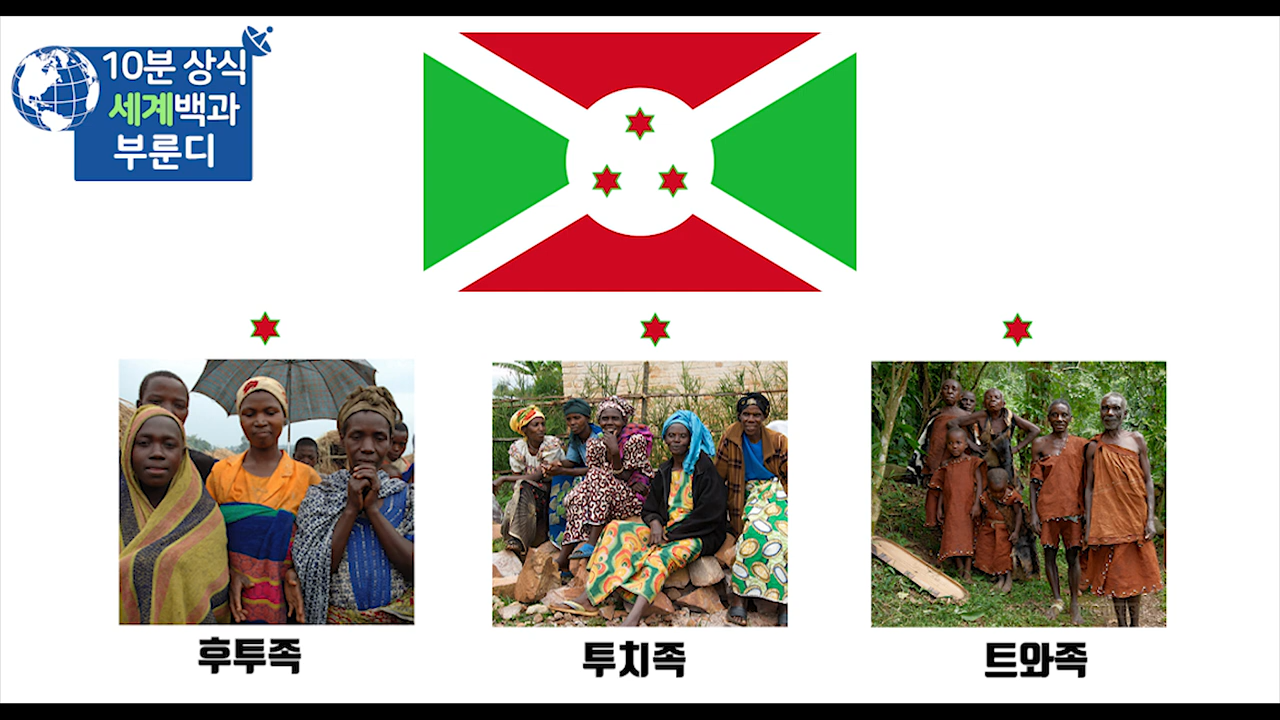 10분 상식
세계백과
부룬디
후투족
투치족
트와족